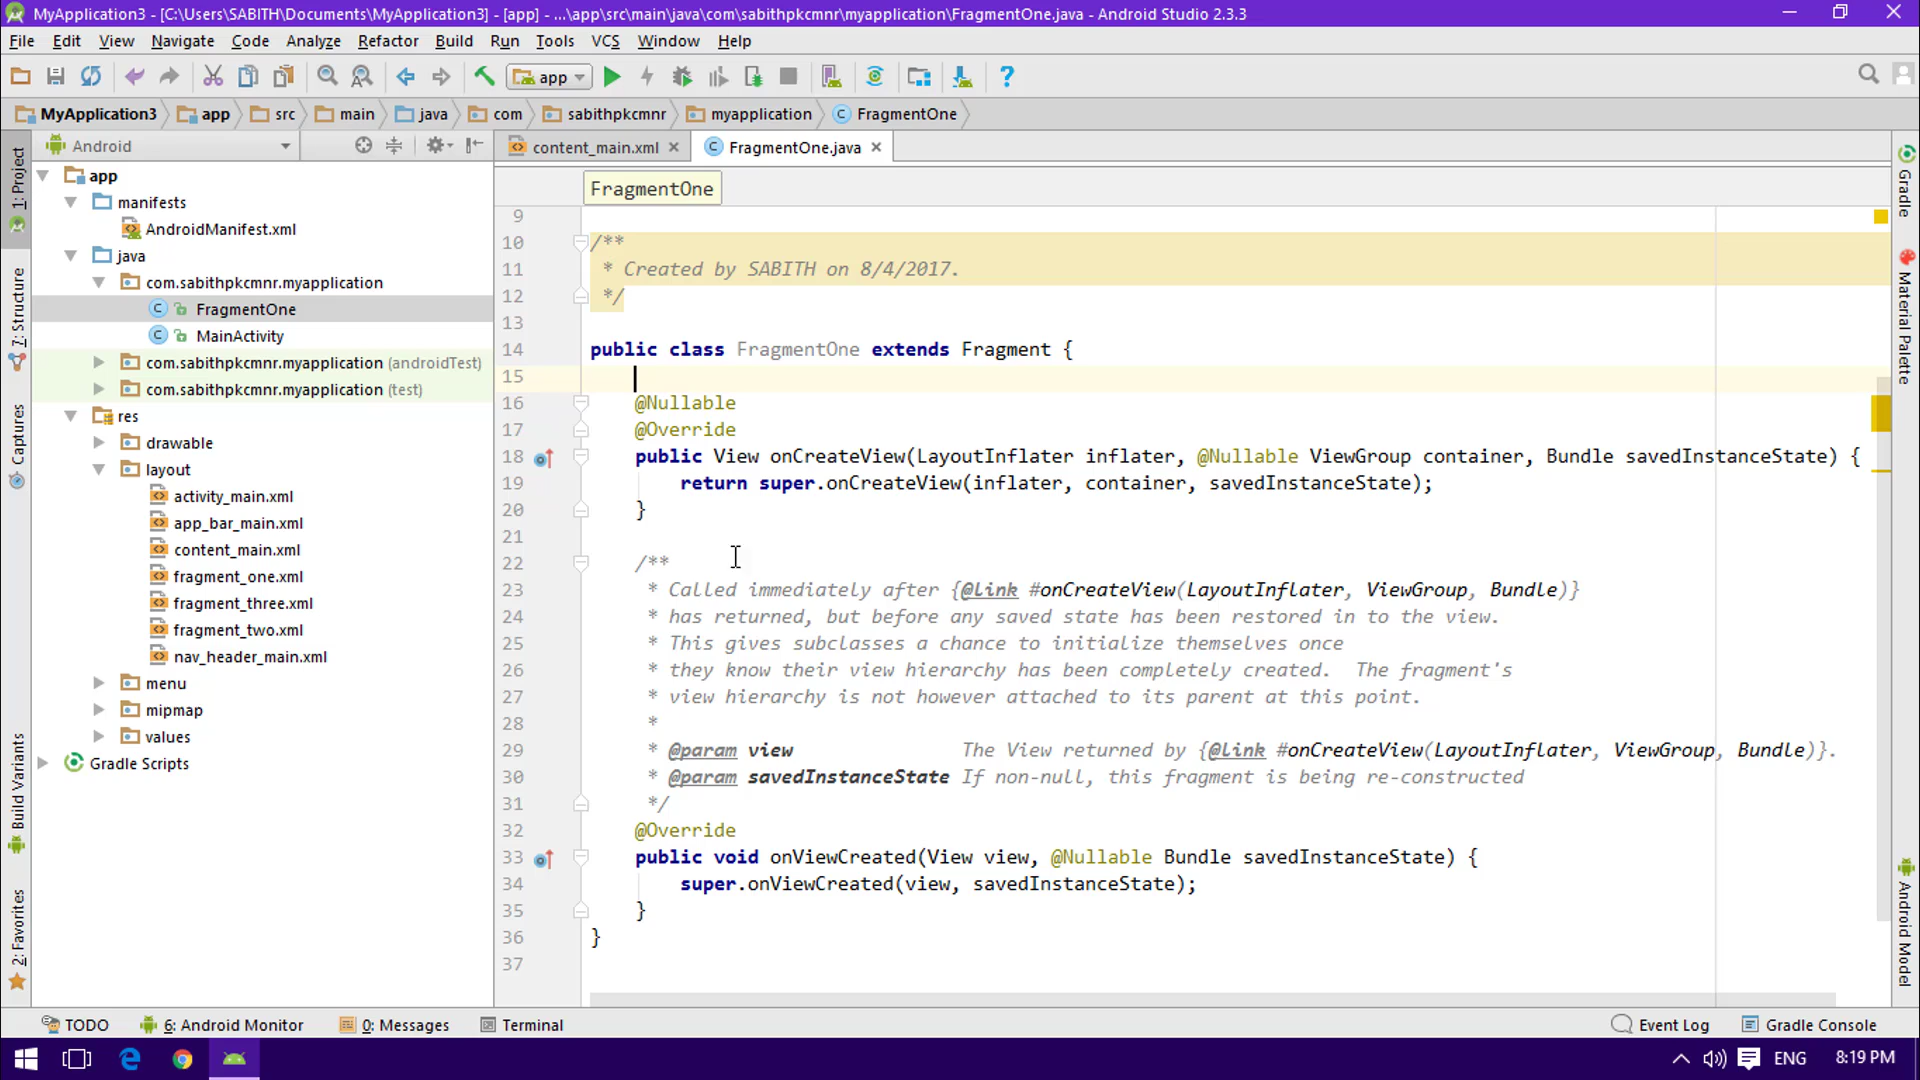 MyApplication3 - [C:\Users\SABITH\Documents\MyApplication3] - [app] - ...\app\src\main\java\com\sabithpkcmnr\myapplication\FragmentOne.java - Android Studio 2.3.3
File Edit View Navigate Code Analyze Refactor Build Run Tools VCS Window Help
app
MyApplication3 app src main java com sabithpkcmnr myapplication FragmentOne
Android
content_main.xml FragmentOne.java
FragmentOne
1: Project
7: Structure
Captures
Build Variants
2: Favorites
app
manifests
AndroidManifest.xml
java
com.sabithpkcmnr.myapplication
FragmentOne
MainActivity
com.sabithpkcmnr.myapplication (androidTest)
com.sabithpkcmnr.myapplication (test)
res
drawable
layout
activity_main.xml
app_bar_main.xml
content_main.xml
fragment_one.xml
fragment_three.xml
fragment_two.xml
nav_header_main.xml
menu
mipmap
values
Gradle Scripts
9
10 /**
11 * Created by SABITH on 8/4/2017.
12 */
13
14 public class FragmentOne extends Fragment {
15
16 @Nullable
17 @Override
18 public View onCreateView(LayoutInflater inflater, @Nullable ViewGroup container, Bundle savedInstanceState) {
19 return super.onCreateView(inflater, container, savedInstanceState);
20 }
21
22 /**
23 * Called immediately after {@link #onCreateView(LayoutInflater, ViewGroup, Bundle)}
24 * has returned, but before any saved state has been restored in to the view.
25 * This gives subclasses a chance to initialize themselves once
26 * they know their view hierarchy has been completely created.  The fragment's
27 * view hierarchy is not however attached to its parent at this point.
28 *
29 * @param view The View returned by {@link #onCreateView(LayoutInflater, ViewGroup, Bundle)}.
30 * @param savedInstanceState If non-null, this fragment is being re-constructed
31 */
32 @Override
33 public void onViewCreated(View view, @Nullable Bundle savedInstanceState) {
34 super.onViewCreated(view, savedInstanceState);
35 }
36 }
37
Gradle
Material Palette
Android Model
TODO 6: Android Monitor 0: Messages Terminal Event Log Gradle Console
ENG 8:19 PM